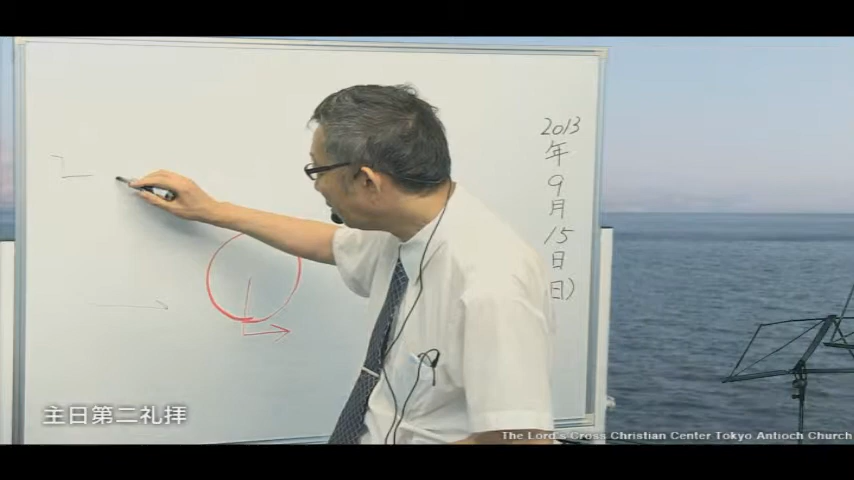 2013
年
9
月
15
日
日)
主日第二礼拝
The Lord's Cross Christian Center Tokyo Antioch Church